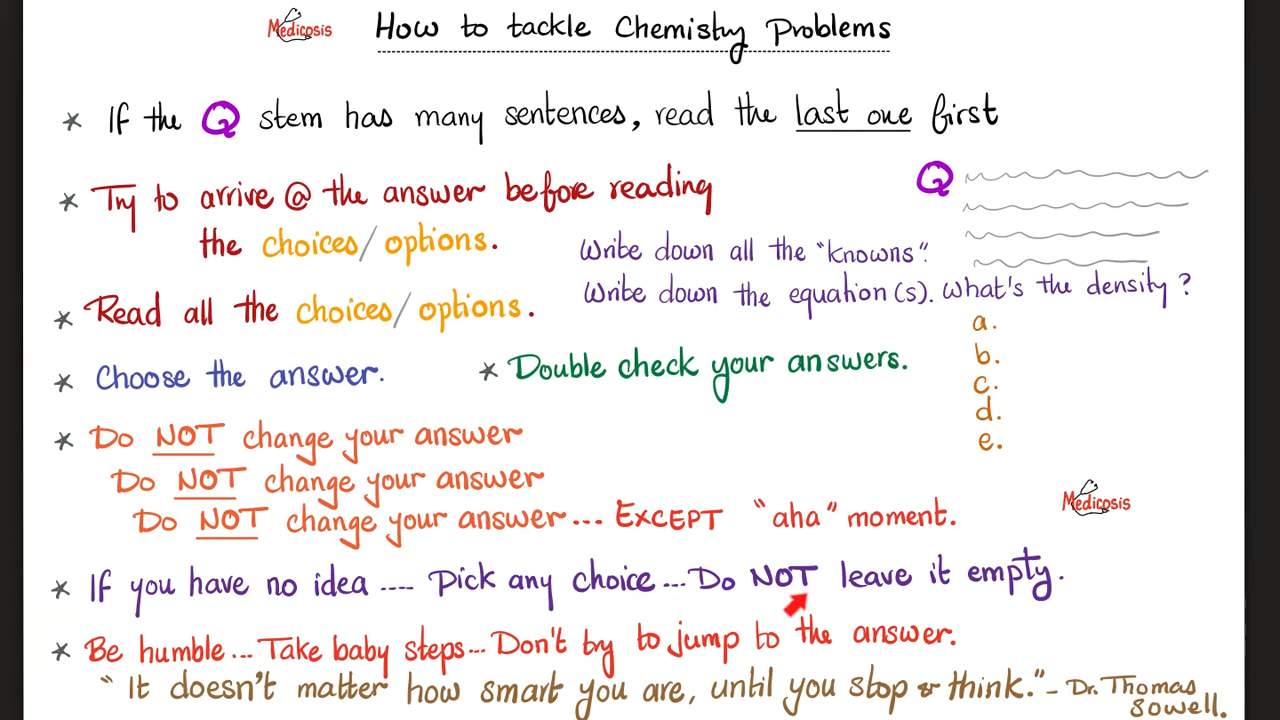 Medicosis How to tackle Chemistry Problems
* If the Q stem has many sentences, read the last one first
* Try to arrive @ the answer before reading
the choices/options.
* Read all the choices/options.
Write down all the "knowns".
Write down the equation(s).
Q
What's the density?
a.
b.
c.
d.
e.
* Choose the answer.
* Double check your answers.
* Do NOT change your answer
Do NOT change your answer
Do NOT change your answer... EXCEPT "aha" moment.
Medicosis
* If you have no idea .... Pick any choice... Do NOT leave it empty.
* Be humble... Take baby steps... Don't try to jump to the answer.
"It doesn't matter how smart you are, until you stop & think." - Dr. Thomas
Sowell.